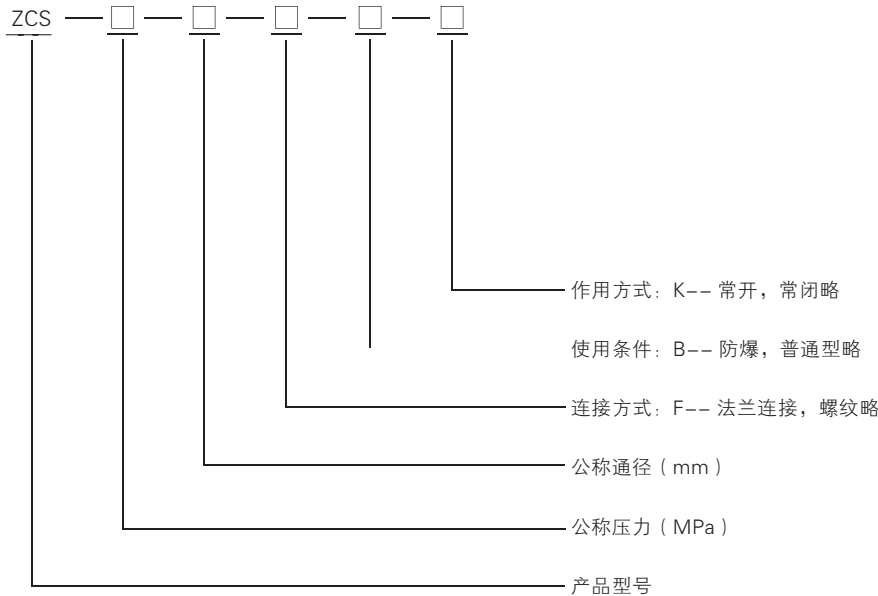 ZCS — □ — □ — □ — □ — □
作用方式：K-- 常开，常闭略
使用条件：B-- 防爆，普通型略
连接方式：F-- 法兰连接，螺纹略
公称通径（mm）
公称压力（MPa）
产品型号